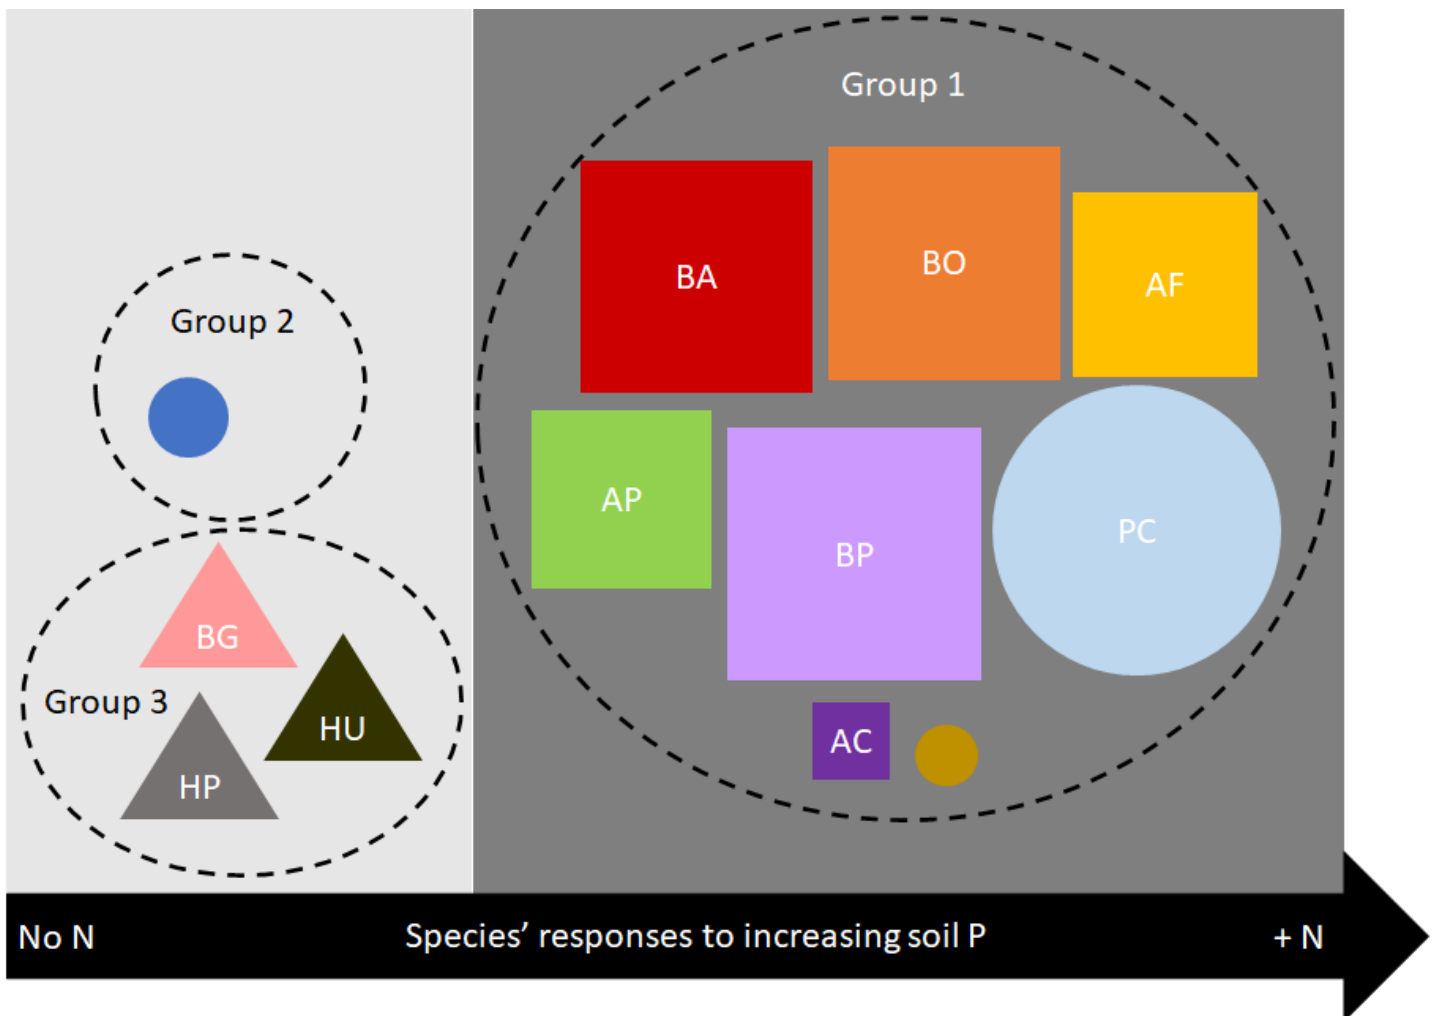 Group 1
BA
BO
AF
Group 2
AP
BP
PC
BG
Group 3
HU
HP
AC
No N
Species’ responses to increasing soil P
+ N